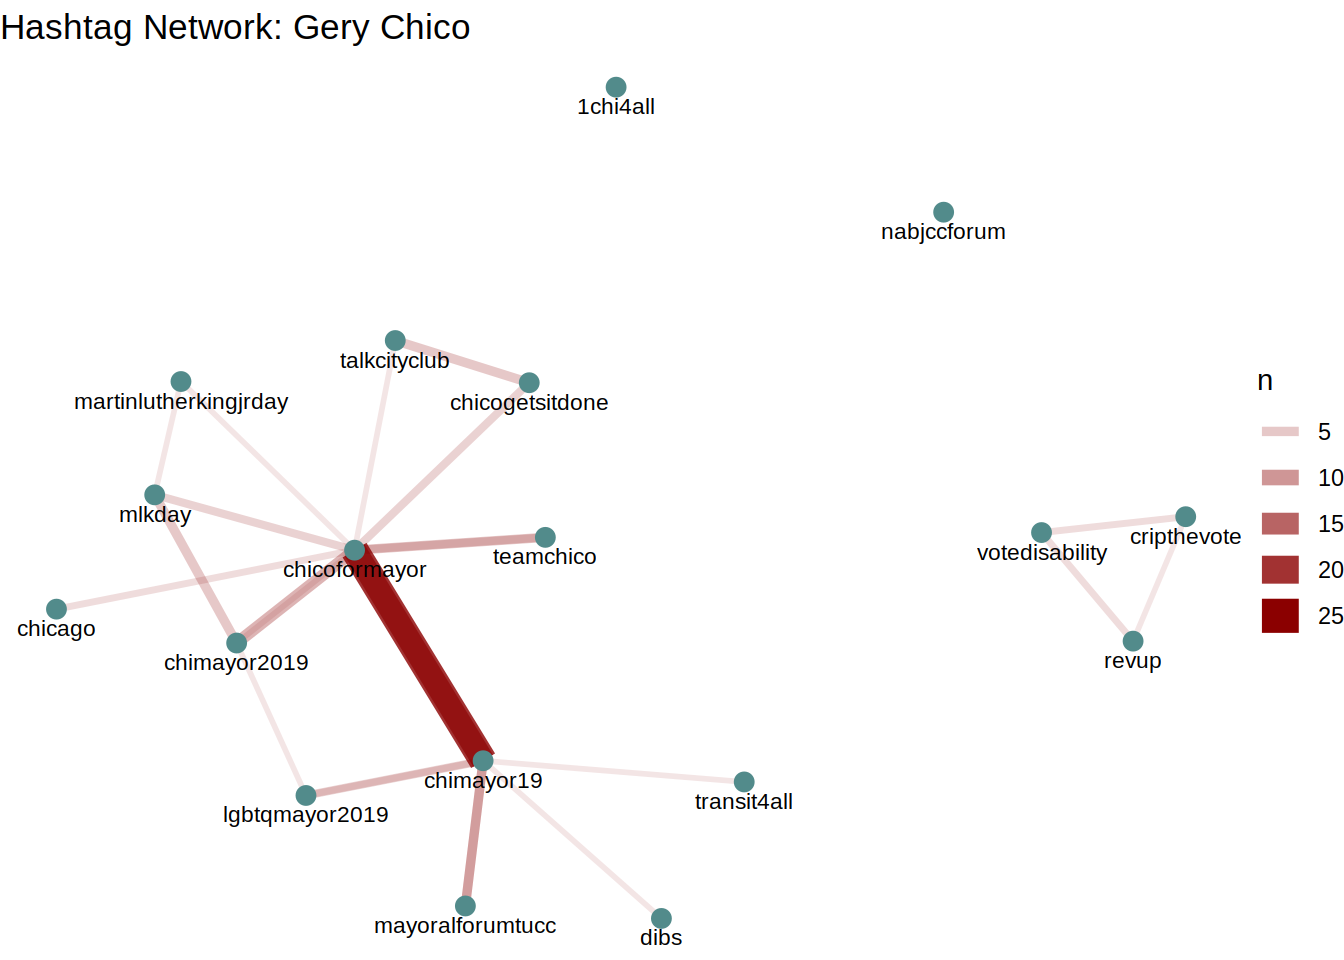 Hashtag Network: Gery Chico
1chi4all
nabjccforum
talkcityclub
martinlutherkingjrday
chicogetsitdone
n
5
10
15
20
25
mlkday
teamchico
votedisability
cripthevote
chicoformayor
chicago
chimayor2019
revup
chimayor19
transit4all
lgbtqmayor2019
mayoralforumtucc
dibs